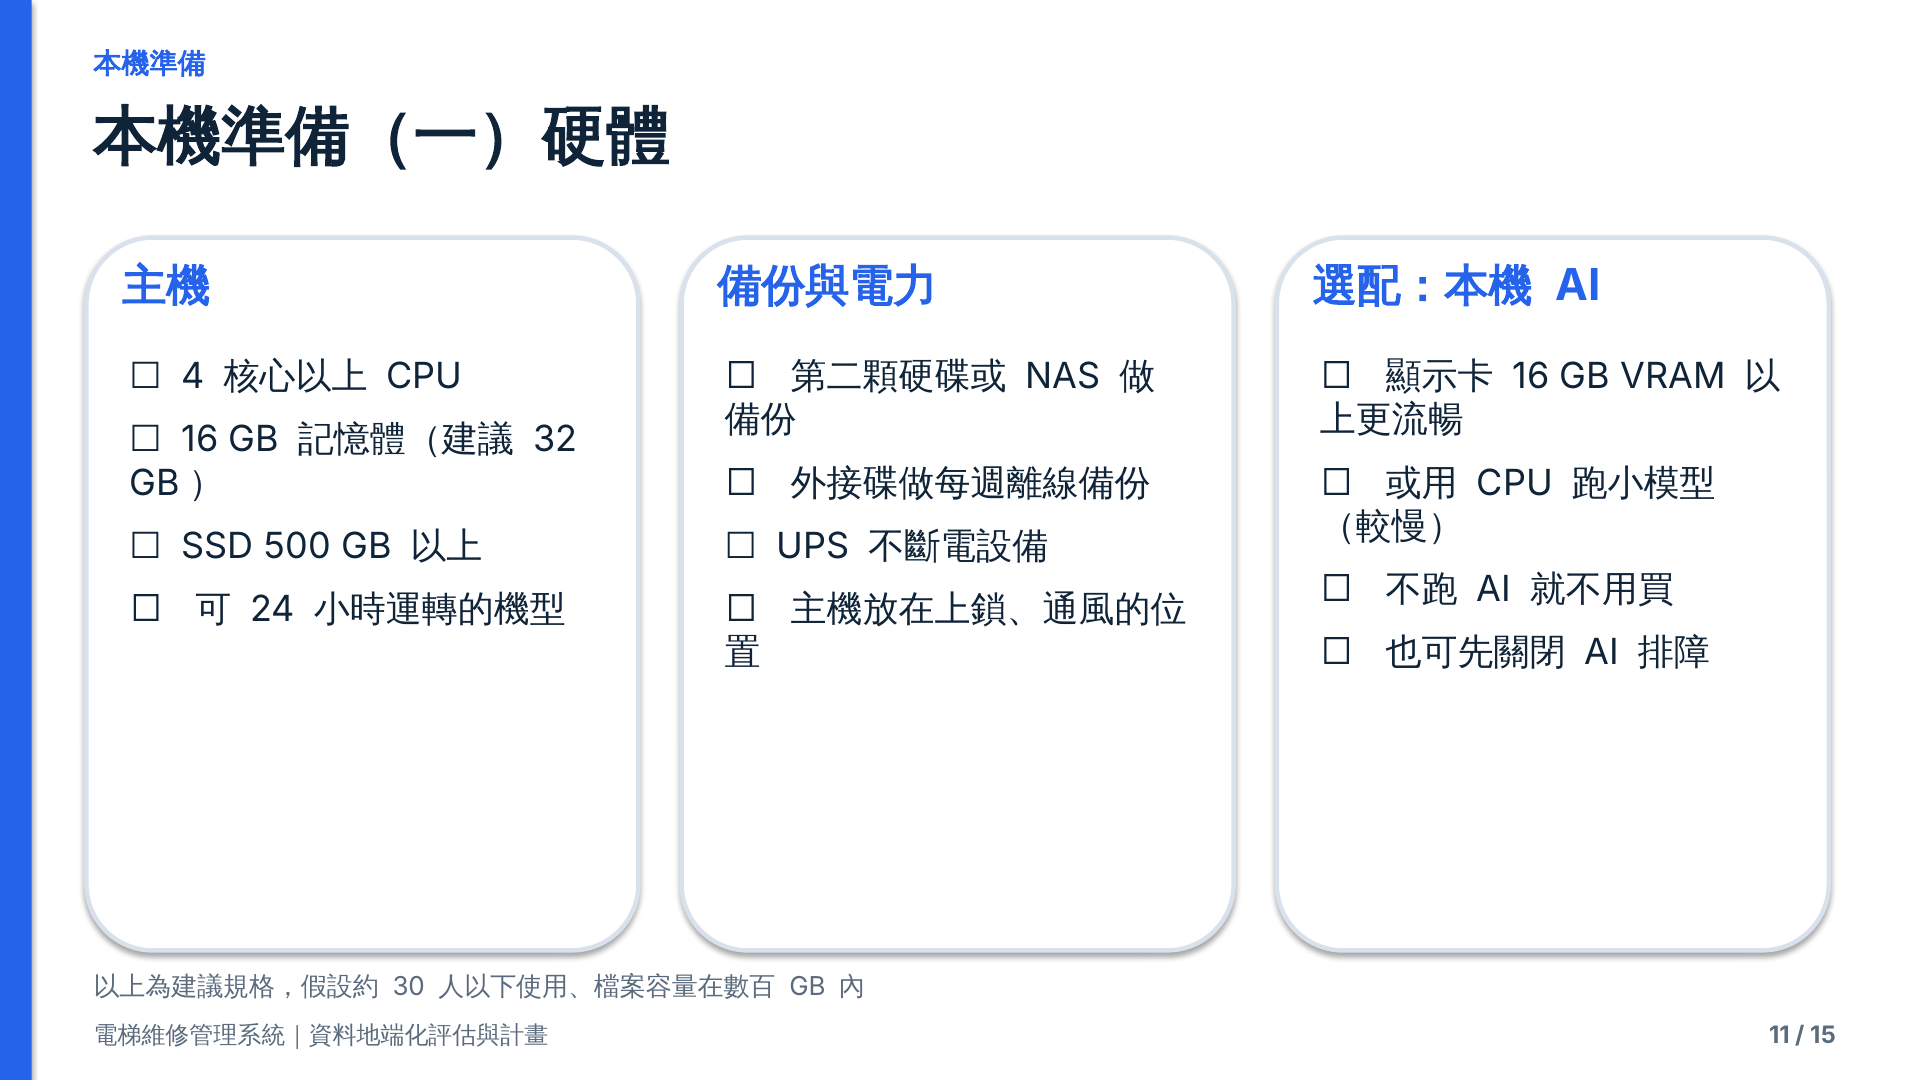 本機準備
本機準備（一）硬體
主機
☐ 4 核心以上 CPU
☐ 16 GB 記憶體（建議 32
GB）
☐ SSD 500 GB 以上
☐ 可 24 小時運轉的機型
備份與電力
☐ 第二顆硬碟或 NAS 做
備份
☐ 外接碟做每週離線備份
☐ UPS 不斷電設備
☐ 主機放在上鎖、通風的位
置
選配：本機 AI
☐ 顯示卡 16 GB VRAM 以
上更流暢
☐ 或用 CPU 跑小模型
（較慢）
☐ 不跑 AI 就不用買
☐ 也可先關閉 AI 排障
以上為建議規格，假設約 30 人以下使用、檔案容量在數百 GB 內
電梯維修管理系統｜資料地端化評估與計畫
11 / 15